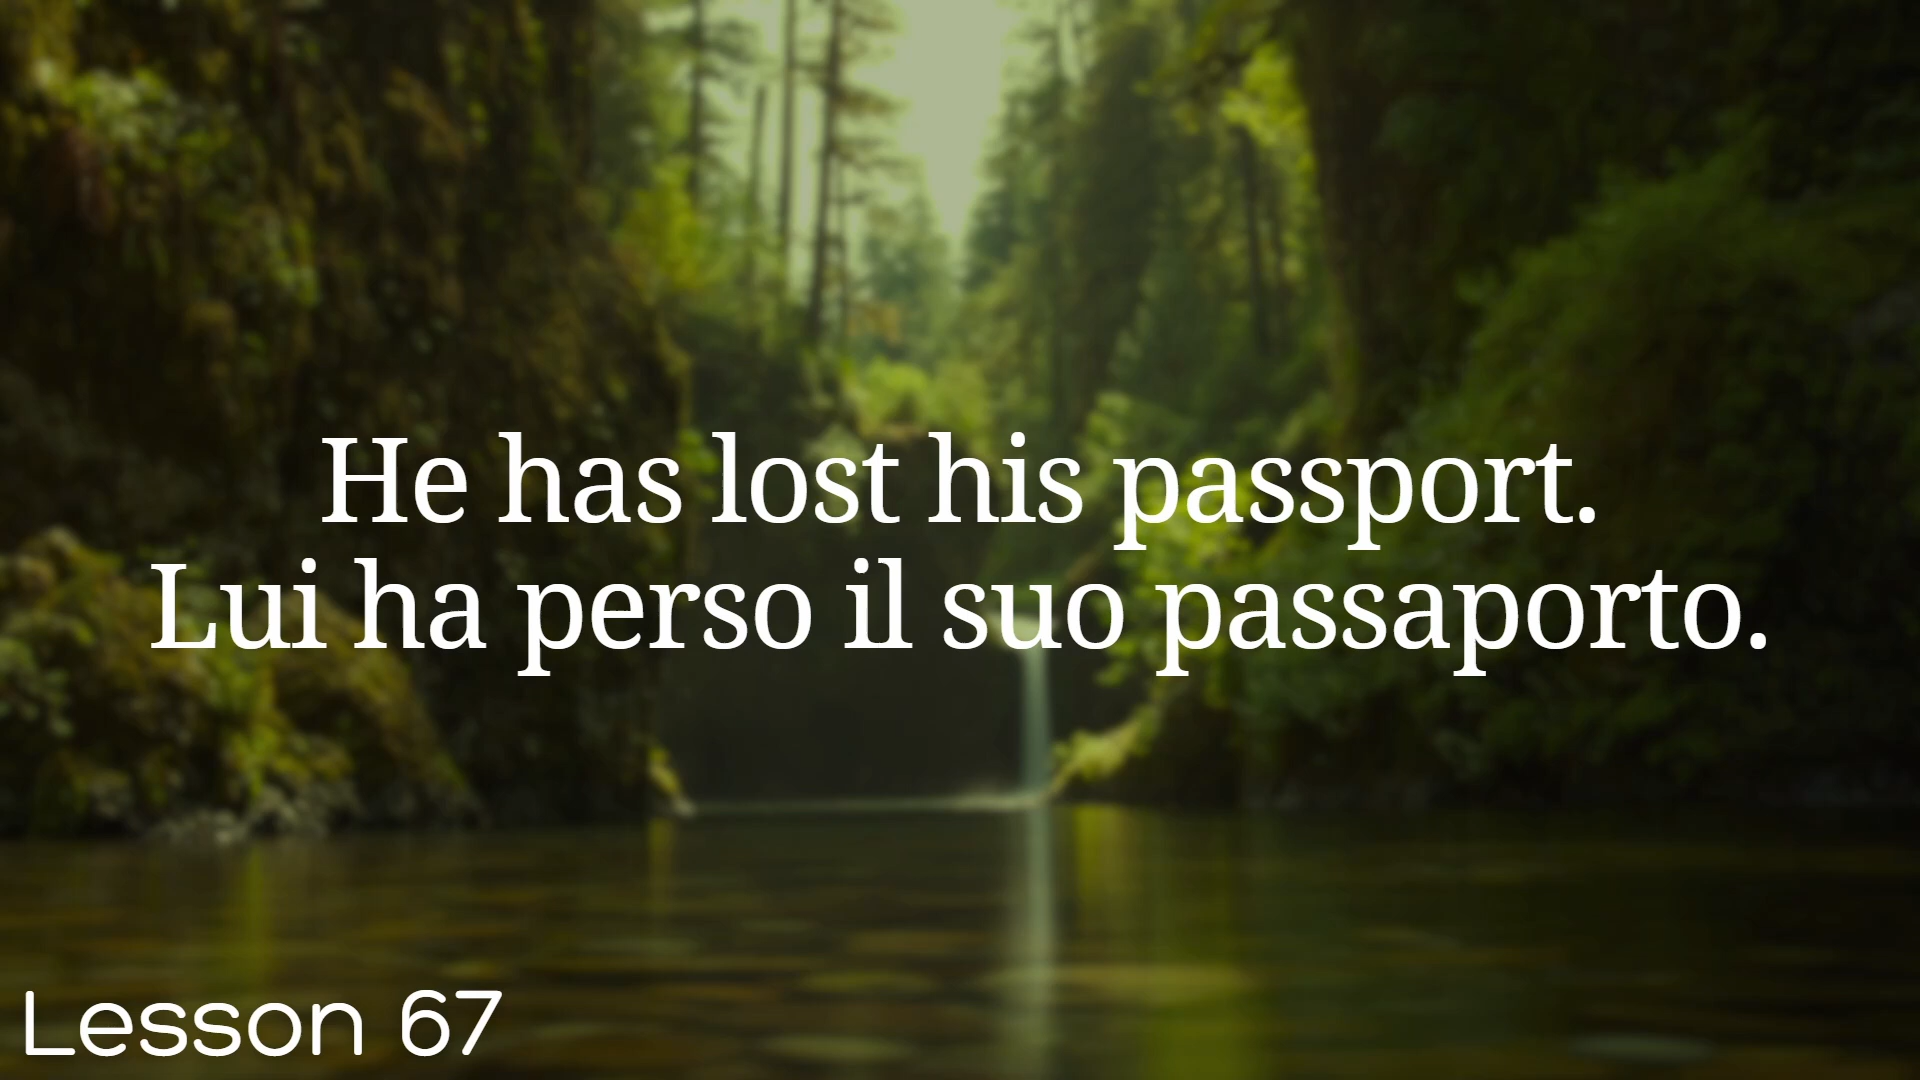 He has lost his passport.
Lui ha perso il suo passaporto.
Lesson 67